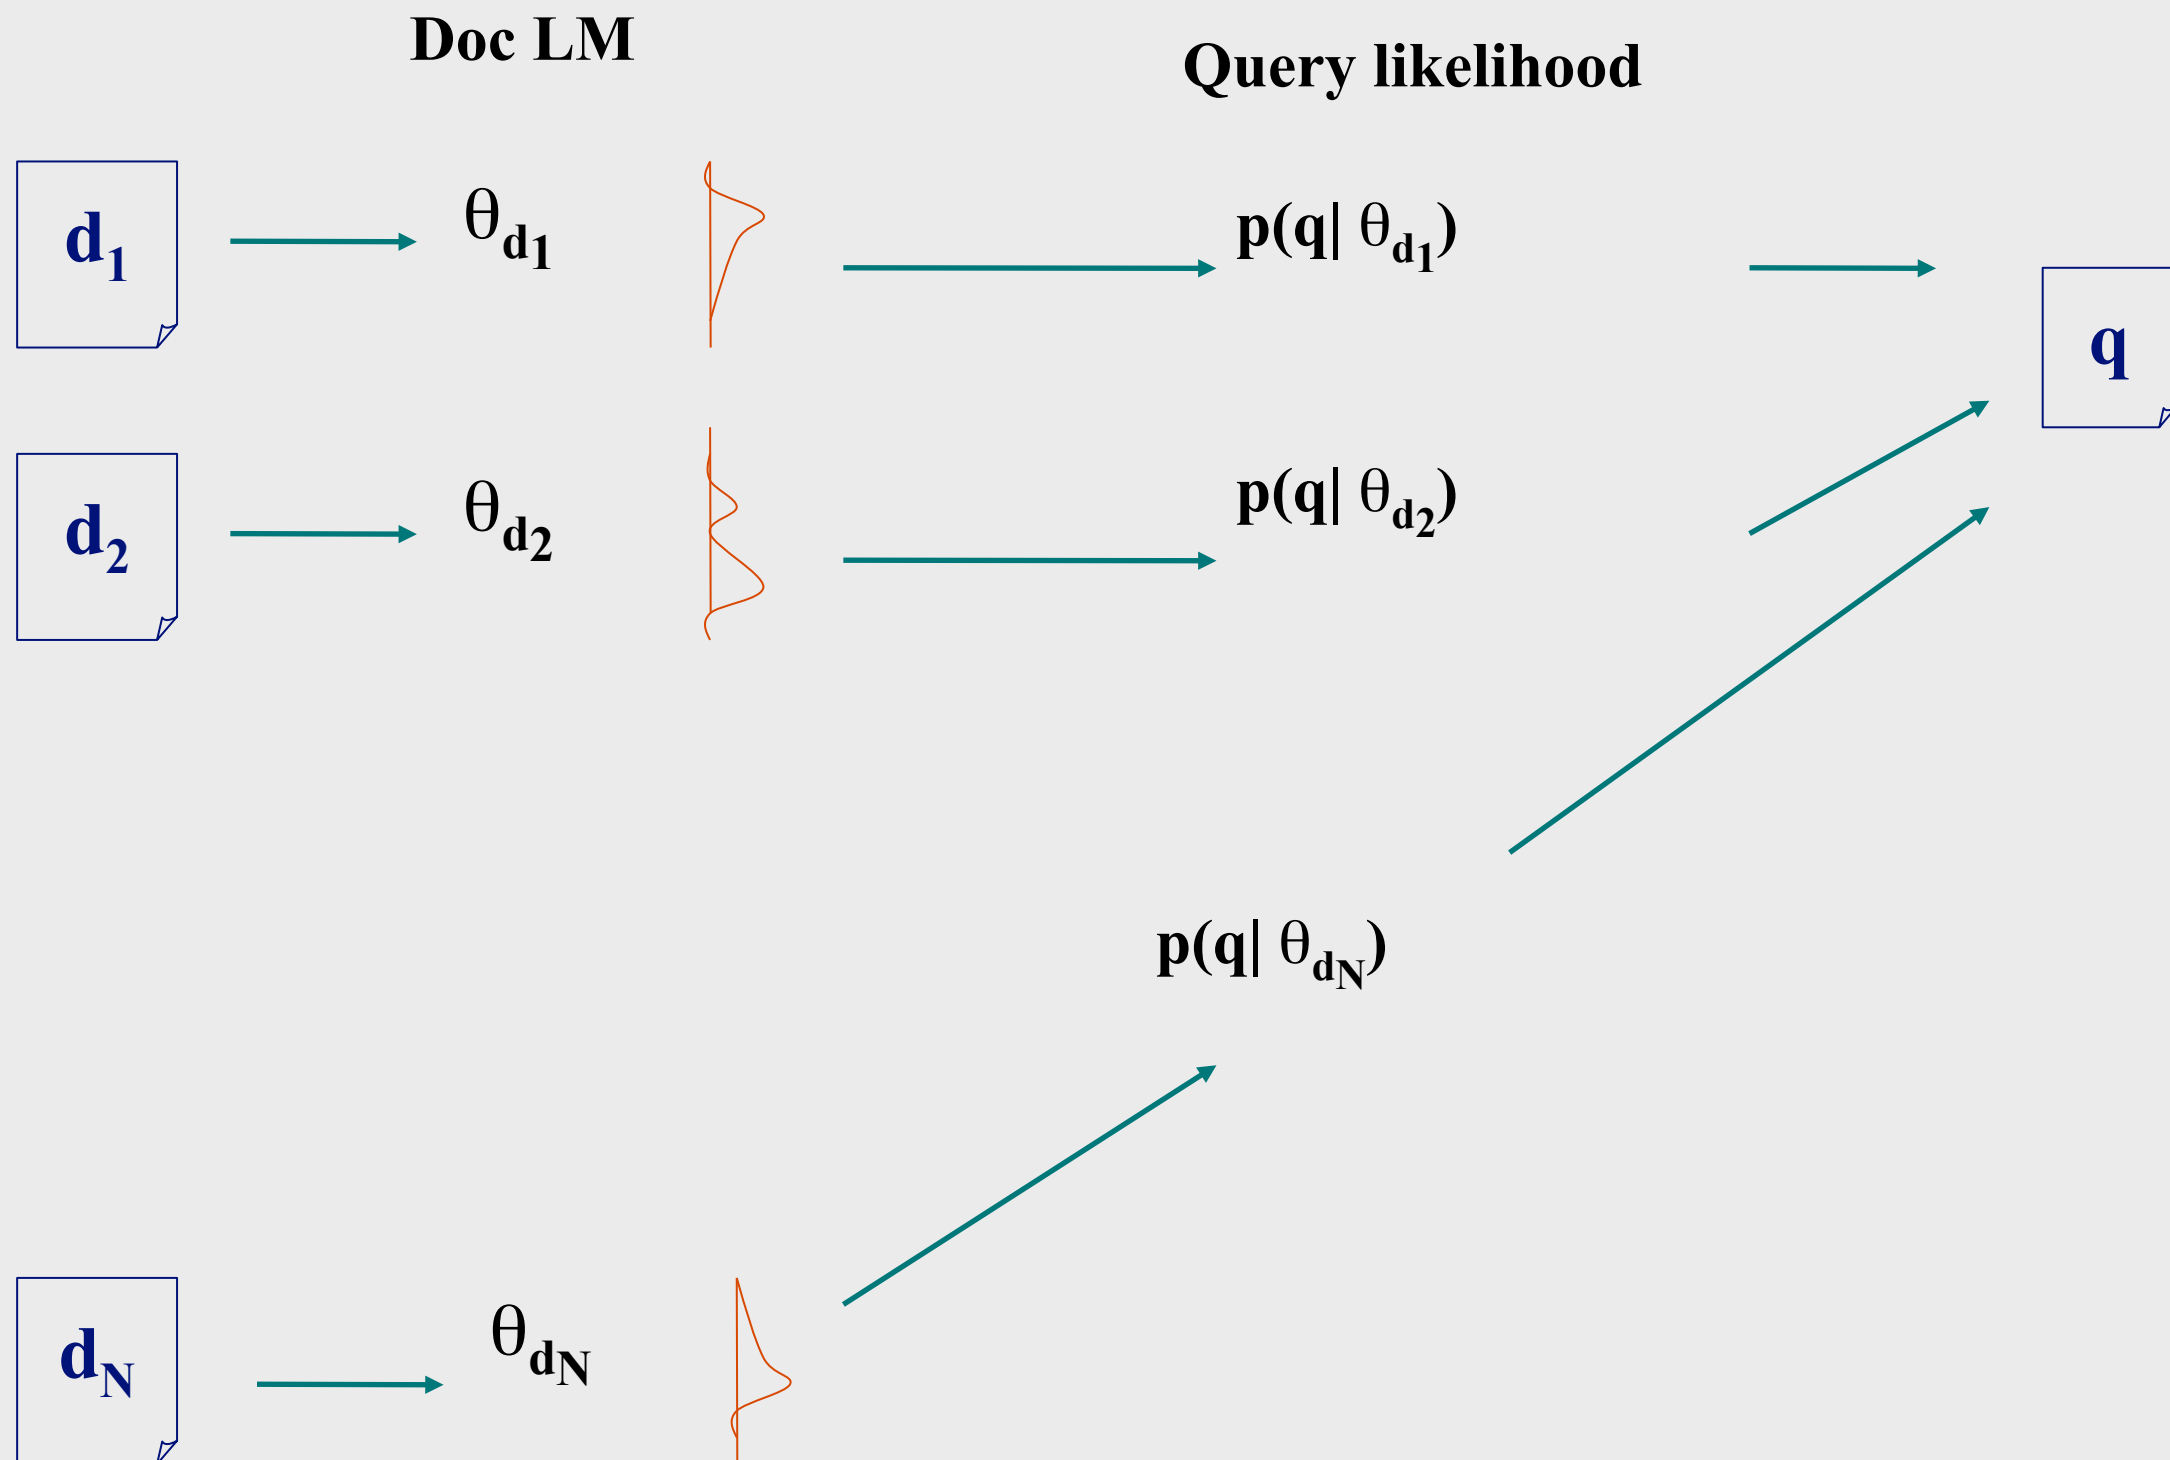 Doc LM
Query likelihood
d1
θd1
p(q| θd1)
q
d2
θd2
p(q| θd2)
p(q| θdN)
dN
θdN